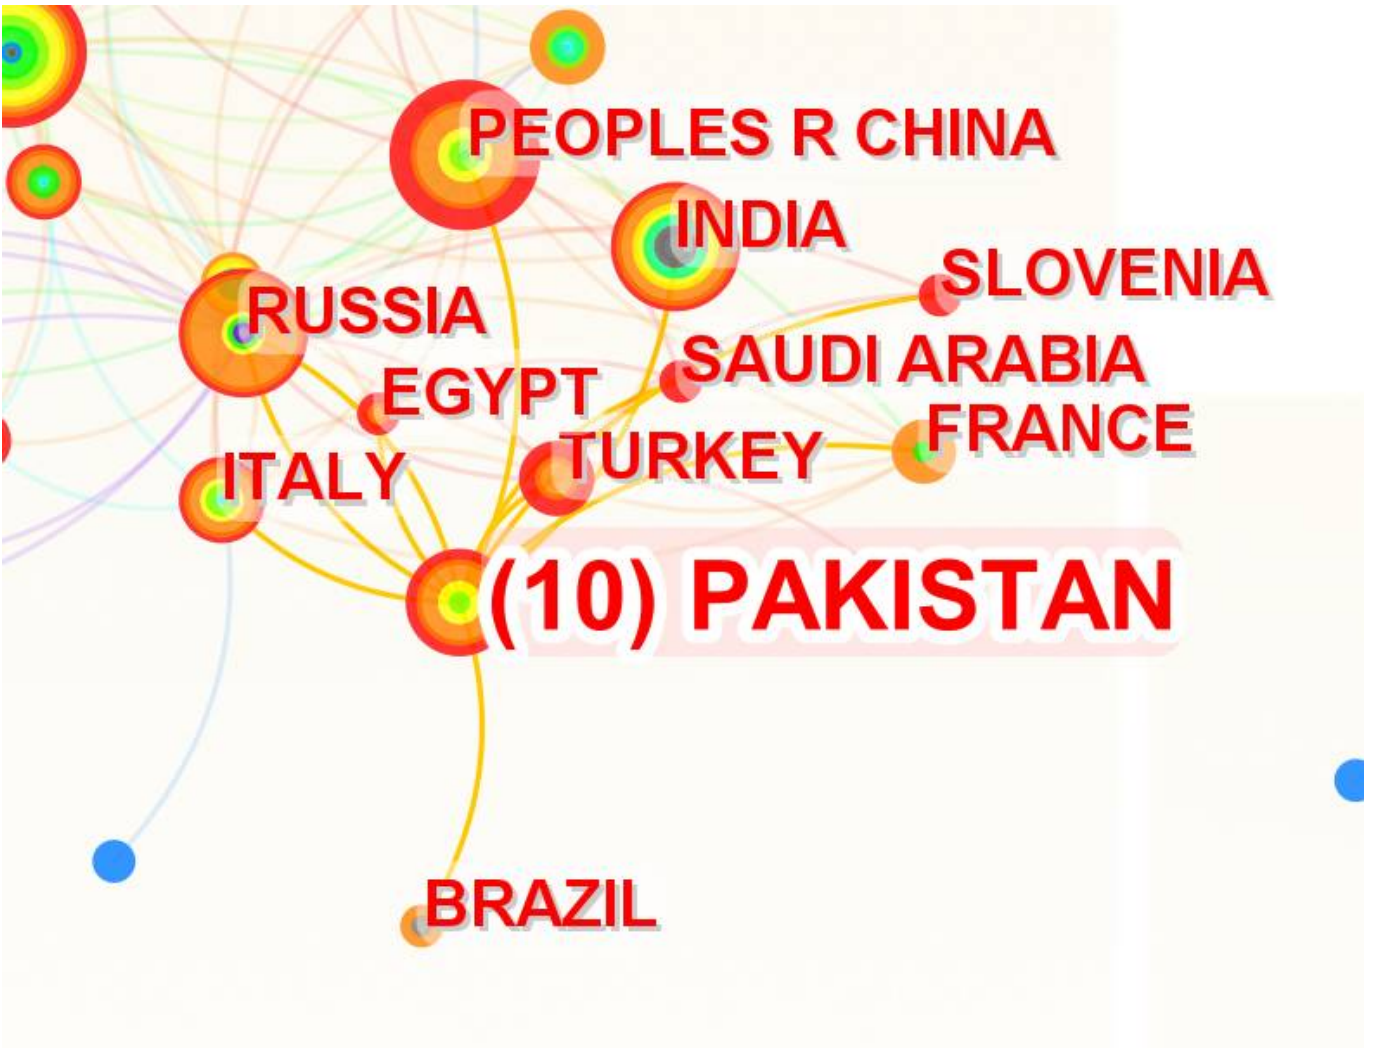 PEOPLES R CHINA
INDIA
SLOVENIA
RUSSIA
SAUDI ARABIA
EGYPT
FRANCE
TURKEY
ITALY
(10) PAKISTAN
BRAZIL